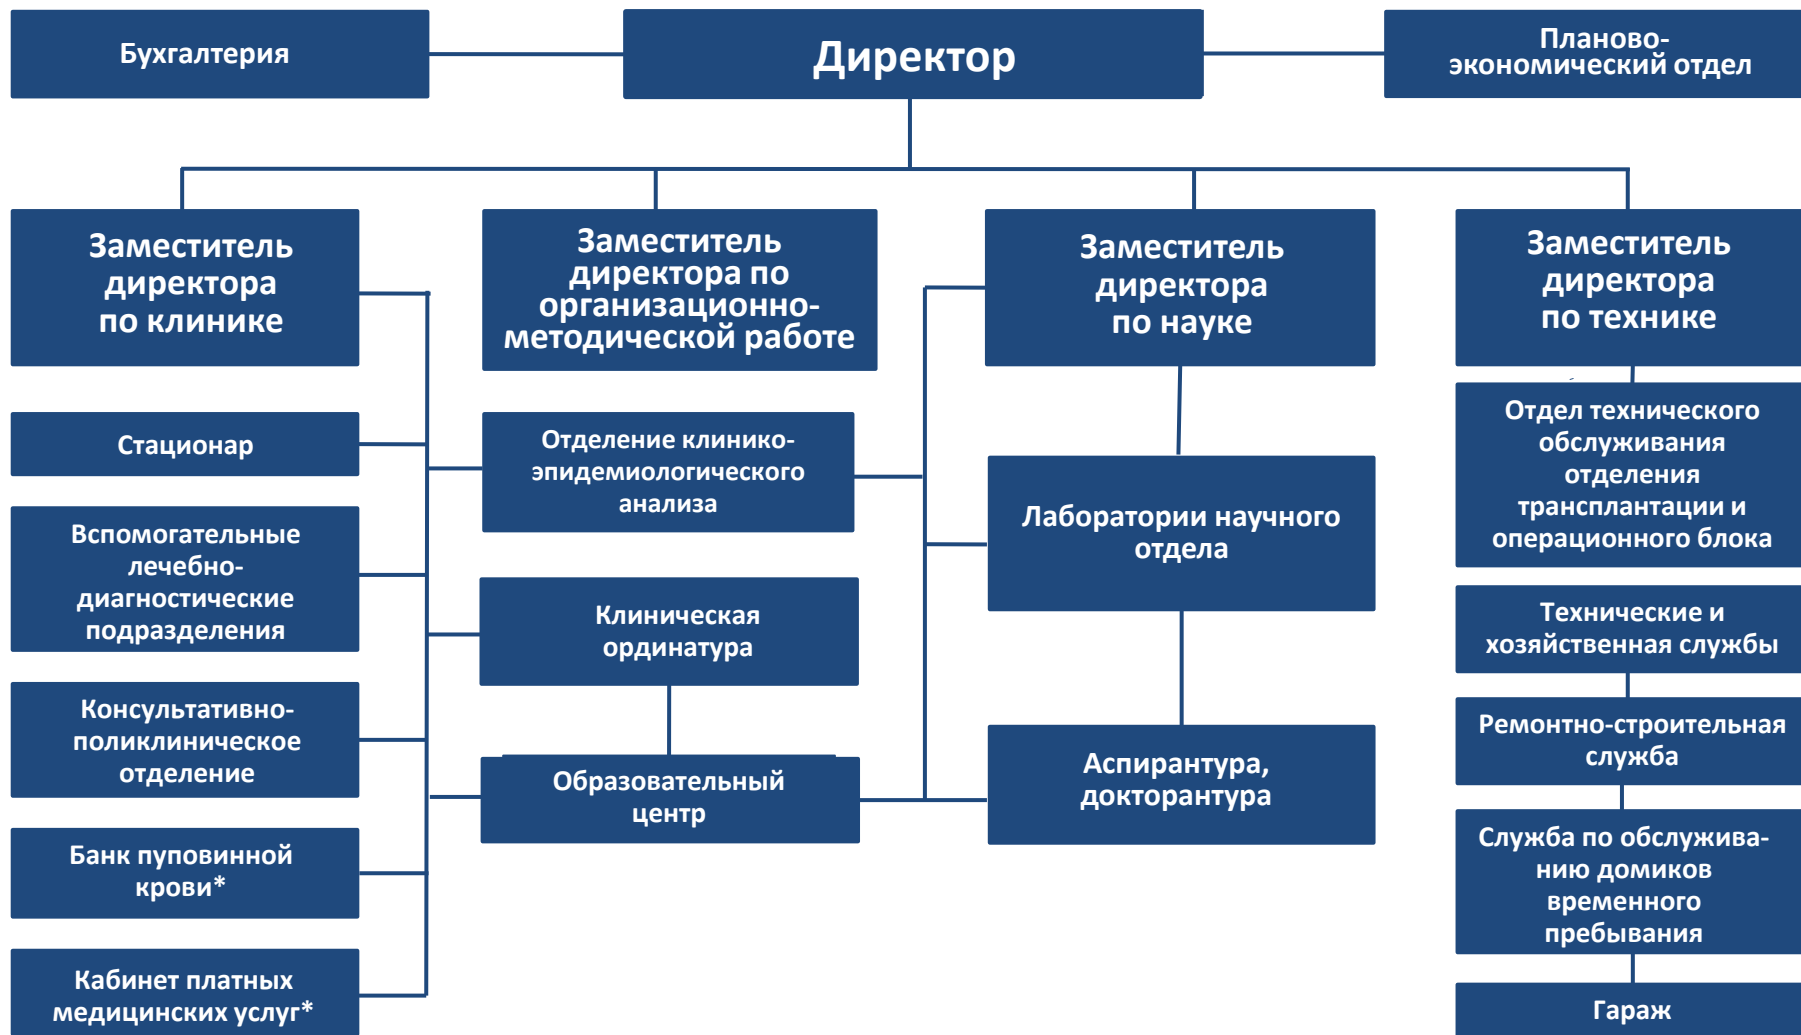 Бухгалтерия
Директор
Планово-
экономический отдел
Заместитель
директора
по клинике
Заместитель
директора по
организационно-
методической работе
Заместитель
директора
по науке
Заместитель
директора
по технике
Стационар
Вспомогательные
лечебно-
диагностические
подразделения
Консультативно-
поликлиническое
отделение
Банк пуповинной
крови*
Кабинет платных
медицинских услуг*
Отделение клинико-
эпидемиологического
анализа
Клиническая
ординатура
Образовательный
центр
Лаборатории научного
отдела
Аспирантура,
докторантура
Отдел технического
обслуживания
отделения
трансплантации и
операционного блока
Технические и
хозяйственная службы
Ремонтно-строительная
служба
Служба по обслужива-
нию домиков
временного
пребывания
Гараж